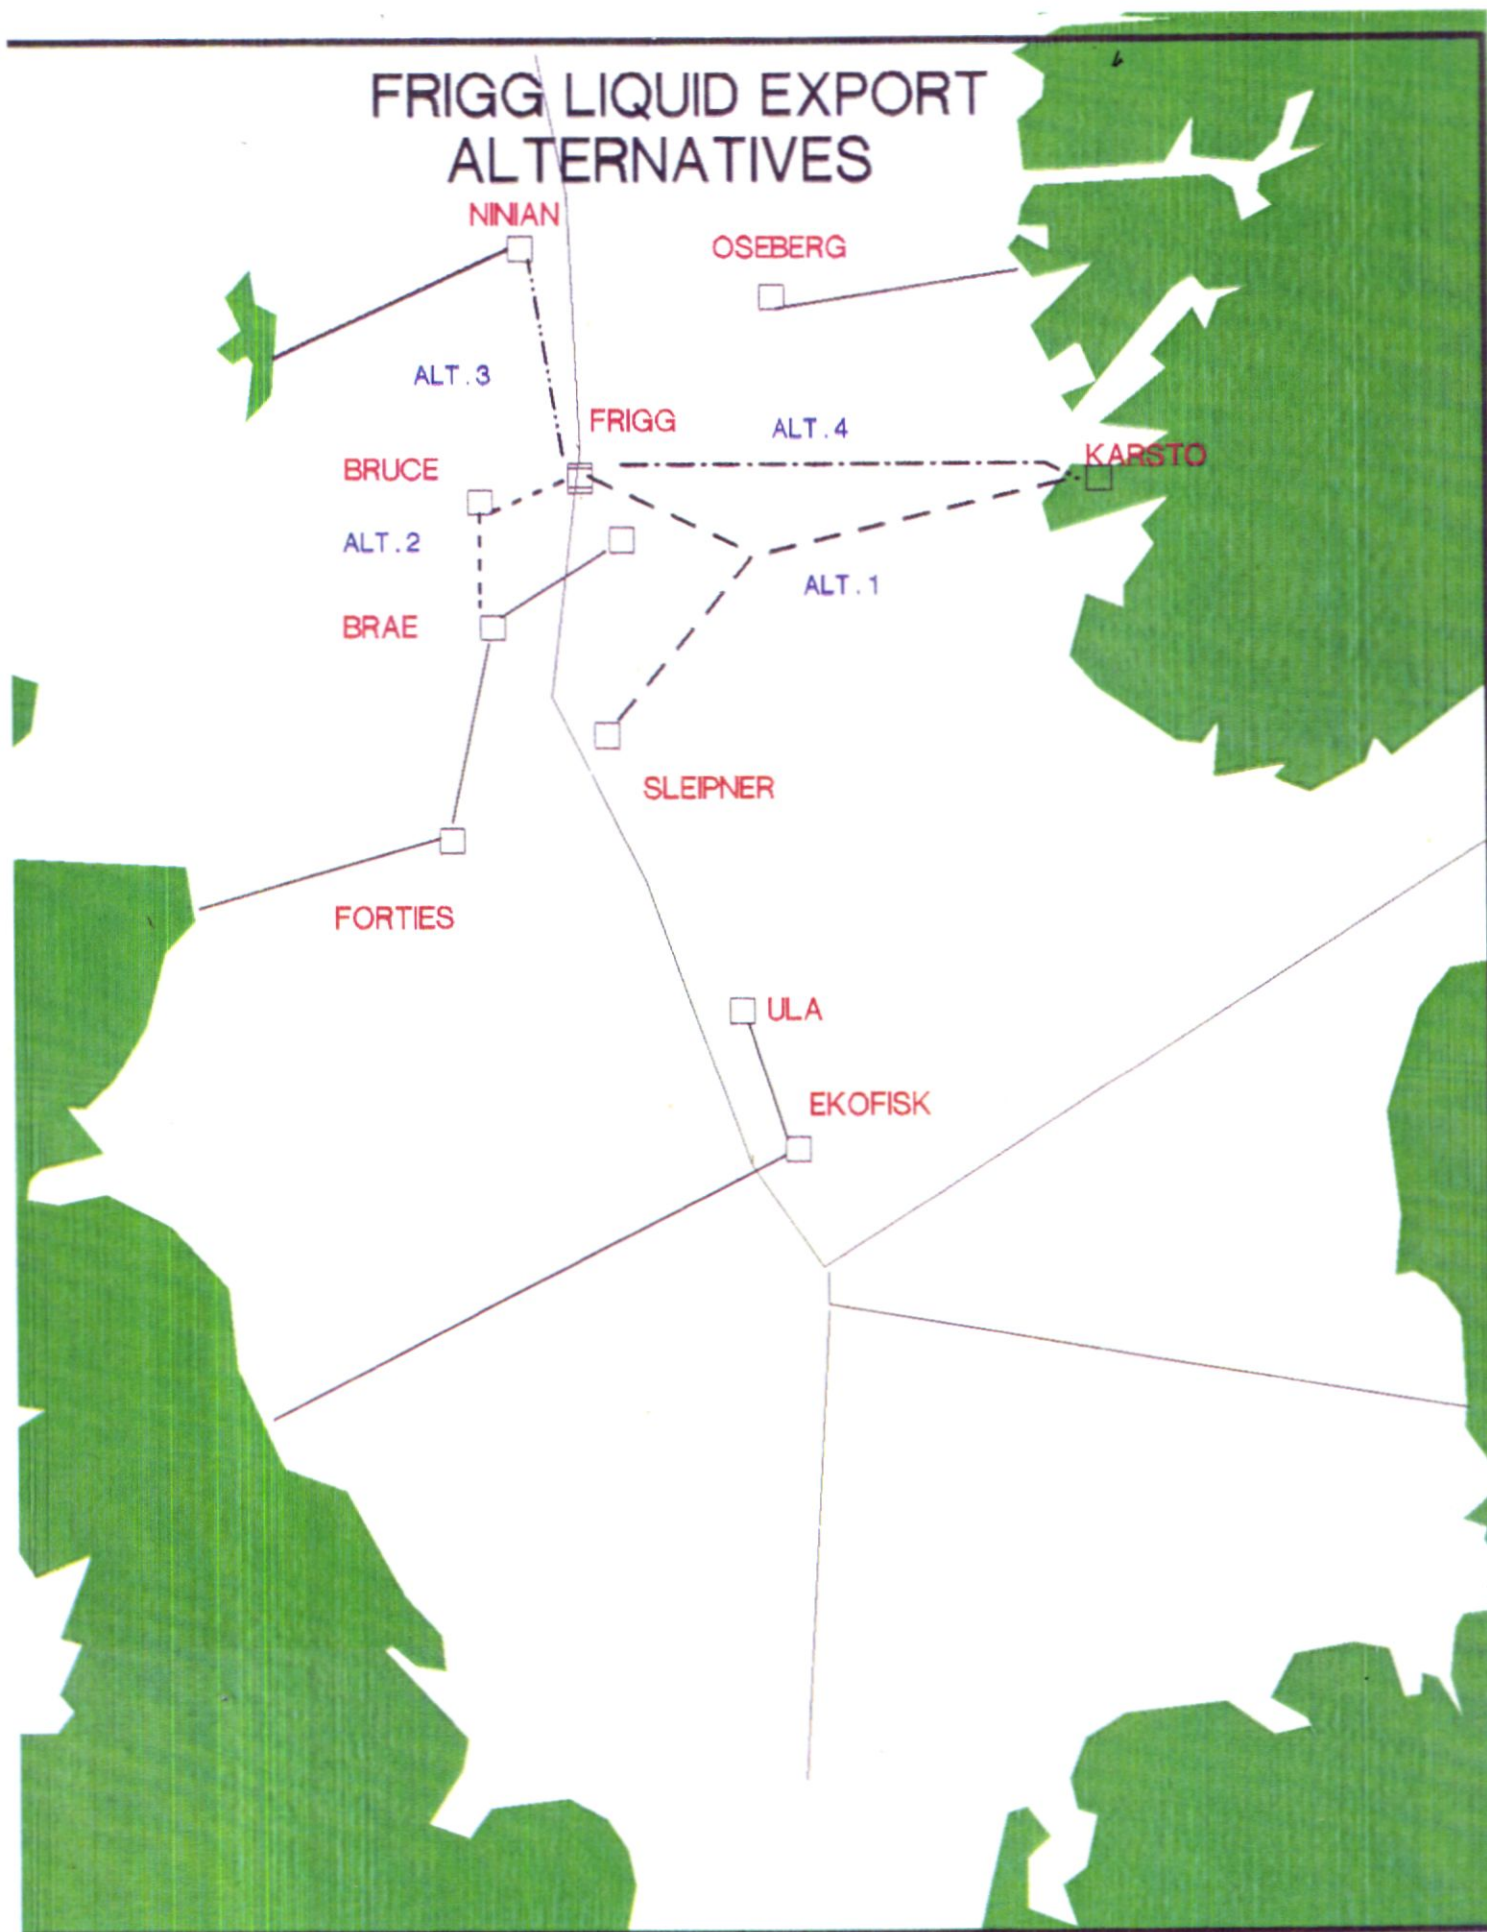 FRIGG LIQUID EXPORT
ALTERNATIVES
NINIAN
OSEBERG
ALT.3
FRIGG
ALT.4
KARSTO
BRUCE
ALT.2
ALT.1
BRAE
SLEIPNER
FORTIES
ULA
EKOFISK